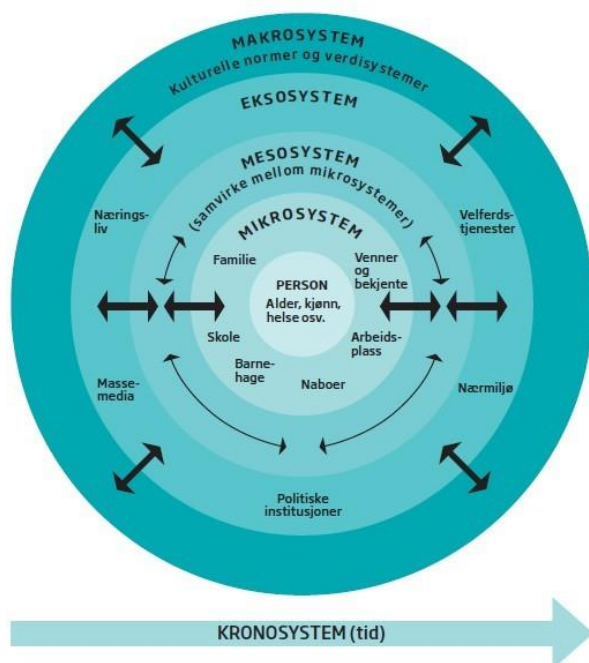 MAKROSYSTEM
Kulturelle normer og verdisystemer
EKSOSYSTEM
MESOSYSTEM
(samvirke mellom mikrosystemer)
MIKROSYSTEM
Nærings-
liv
Velferds-
tjenester
Familie
Venner
og
bekjente
PERSON
Alder, kjønn,
helse osv.
Skole
Arbeids-
plass
Barne-
hage
Naboer
Masse-
media
Nærmiljø
Politiske
institusjoner
KRONOSYSTEM (tid)